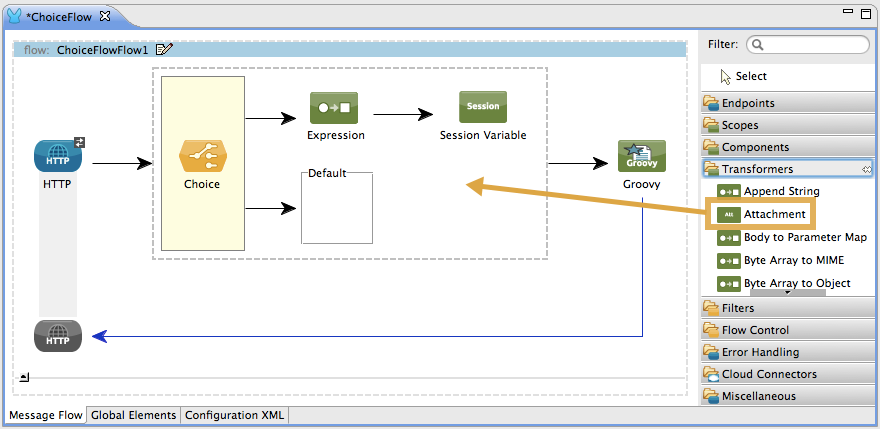 *ChoiceFlow
flow: ChoiceFlowFlow1
HTTP
HTTP
Choice
Expression
Session
Session Variable
Default
Groovy
Groovy
HTTP
Filter:
Select
Endpoints
Scopes
Components
Transformers
Append String
Att
Attachment
Body to Parameter Map
Byte Array to MIME
Byte Array to Object
Filters
Flow Control
Error Handling
Cloud Connectors
Miscellaneous
Message Flow
Global Elements
Configuration XML